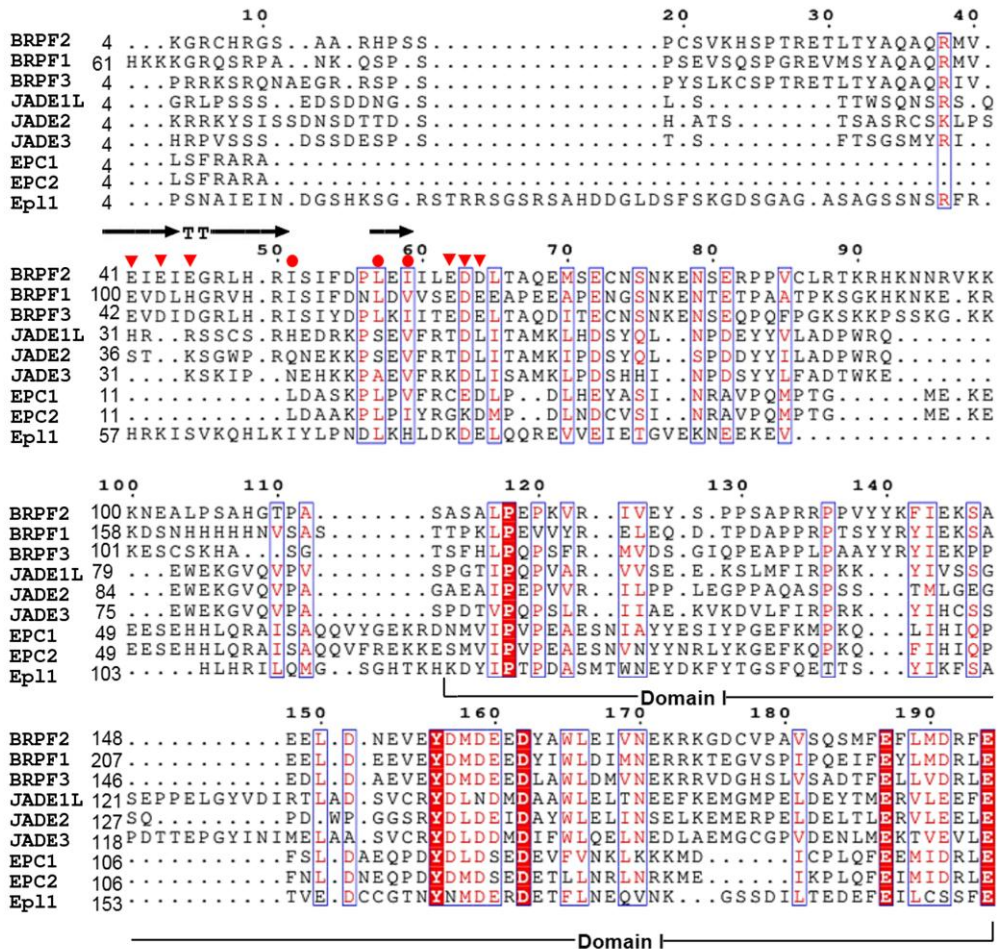 10 20 30 40
BRPF2 4 ...KGRCHRGS..AA.RHPSS................PCSVKHSPTRETLTYAQAQRMV.
BRPF1 61 HKKKGRQSRPA..NK.QSP.S................PSEVSQSPGREVMSYAQAQRMV.
BRPF3 4 ...PRRKSRQNAEGR.RSP.S................PYSLKCSPTRETLSYAQAQRIV.
JADE1L 4 ...GRLPSSS...EDSDDNG.S................L.S.........TTWSQNSRS.Q
JADE2 4 ...KRRKYSISSDNSDTTD.S................H.ATS.......TSASRCSKLPS
JADE3 4 ...HRPVSSS...DSSDESP.S................T.S........FTSGSMYRI..
EPC1 4 ...LSFRARA..................................................
EPC2 4 ...LSFRARA..................................................
Epl1 4 ...PSNAIEIN.DGSHKSG.RSTRRSGSRSAHDDGLDSFSKGDSGAG.ASAGSSNSRFR.
TT
50 60 70 80 90
BRPF2 41 EIEIEGRLH.RISIFDPLEIILEDDLTAQEMSECNSNKENSERPPVCLRTKRHKNNRVKK
BRPF1 100 EVDLHGRVH.RISIFDNLDVVSEDEEAPEEAPENGSNKENTETPAATPKSGKHKNKE.KR
BRPF3 42 EVDIDGRLH.RISIYDPLKIITEDELTAQDITECNSNKENSEQPQFPGKSKKPSSKG.KK
JADE1L 31 HR..RSSCS.RHEDRKPSEVFRTDLITAMKLHDSYQL..NPDEYYVLADPWRQ.......
JADE2 36 ST..KSGWP.RQNEKKPSEVFRTDLITAMKIPDSYQL..SPDDYYILADPWRQ.......
JADE3 31 ....KSKIP..NEHKKPAEVFRKDLISAMKLPDSHHI..NPDSYYLFADTWKE.......
EPC1 11 ...........LDASKPLPVFRCEDLP..DLHEYASI..NRAVPQMPTG.....ME.KE
EPC2 11 ...........LDAAKPLPIYRGKDMP..DLNDCVSI..NRAVPQMPTG.....ME.KE
Epl1 57 HRKISVKQHLKIYLPNDLKHLDKDELQQREVVEIETGVEKNEEKEV..............
100 110 120 130 140
BRPF2 100 KNEALPSAHGTPA........SASALPEPKVR..IVEY.S.PPSAPRRPPVYYKFIEKSA
BRPF1 158 KDSNHHHHHNVSAS.......TTPKLPEVVYR..ELEQ.D.TPDAPPRPTSYYRYIEKSA
BRPF3 101 KESCSKHA...SG........TSFHLPQPSFR..MVDS.GIQPEAPPLPAAYYRYIEKPP
JADE1L 79 ...EWEKGVQVPV........SPGTIPQPVAR..VVSE.E.KSLMFIRPKK...YIVSSG
JADE2 84 ...EWEKGVQVPA........GAEAIPEPVVR..ILPP.LEGPPAQASPSS...TMLGEG
JADE3 75 ...EWEKGVQVPA........SPDTVPQPSLR..IIAE.KVKDVLFIRPRK...YIHCSS
EPC1 49 EESEHHLQRAISAQQVYGEKRDNMVIPVPEAESNIAYYESIYPGEFKMPKQ...LIHIQP
EPC2 49 EESEHHLQRAISAQQVFREKKESMVIPVPEAESNVNYYNRLYKGEFKQPKQ...FIHIQP
Epl1 103 .....HLHRILQMG...SGHTKHKDYIPTPDASMTWNEYDKFYTGSFQETTS...YIKFSA
Domain I
150 160 170 180 190
BRPF2 148 ...........EEL.D.NEVEYDMDEEDYAWLEIVNEKRKGDCVPAVSQSMFEFLMDRFE
BRPF1 207 ...........EDL.D.EEVEYDMDEEDYIWLDIMNERRKTEGVSPIPQEIFEYLMDRLE
BRPF3 146 ...........EDL.D.AEVEYDMDEEDLAWLDMVNEKRRVDGHSLVSADTFELLVDRLE
JADE1L 121 SEPPELGYVDIRTLAD.SVCRYDLNDMDAAWLELTNEEFKEMGMPELDEYTMERVLEEFE
JADE2 127 SQ.........PD.WP.GGSRYDLDEIDAYWLELINSELKEMERPELDELTLERVLEELE
JADE3 118 PDTTEPGYINIMELAA.SVCRYDLDDMDIFWLQELNEDLAEMGCGPVDENLMEKTVEVLE
EPC1 106 ...........FSL.DAEQPDYDLDSEDEVFVNKLKKKMD......ICPLQFEEMIDRLE
EPC2 106 ...........FNL.DNEQPDYDMDSEDETLLNRLNRKME......IKPLQFEIMIDRLE
Epl1 153 ...........TVE.DCCGTNYNMDERDETFLNEQVNK...GSSDILTEDEFEILCSSFE
Domain I